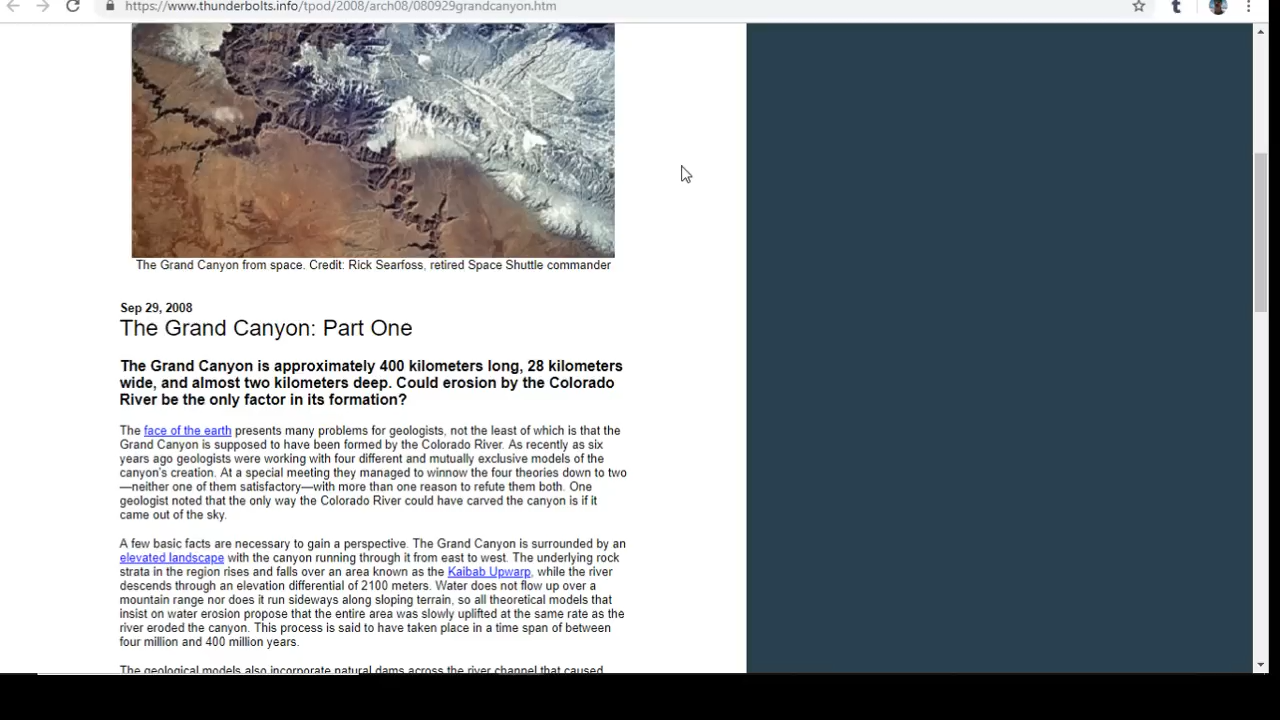 https://www.thunderbolts.info/tpod/2008/arch08/080929grandcanyon.htm
The Grand Canyon from space. Credit: Rick Searfoss, retired Space Shuttle commander
Sep 29, 2008
The Grand Canyon: Part One
The Grand Canyon is approximately 400 kilometers long, 28 kilometers
wide, and almost two kilometers deep. Could erosion by the Colorado
River be the only factor in its formation?
The face of the earth presents many problems for geologists, not the least of which is that the
Grand Canyon is supposed to have been formed by the Colorado River. As recently as six
years ago geologists were working with four different and mutually exclusive models of the
canyon's creation. At a special meeting they managed to winnow the four theories down to two
—neither one of them satisfactory—with more than one reason to refute them both. One
geologist noted that the only way the Colorado River could have carved the canyon is if it
came out of the sky.
A few basic facts are necessary to gain a perspective. The Grand Canyon is surrounded by an
elevated landscape with the canyon running through it from east to west. The underlying rock
strata in the region rises and falls over an area known as the Kaibab Upwarp, while the river
descends through an elevation differential of 2100 meters. Water does not flow up over a
mountain range nor does it run sideways along sloping terrain, so all theoretical models that
insist on water erosion propose that the entire area was slowly uplifted at the same rate as the
river eroded the canyon. This process is said to have taken place in a time span of between
four million and 400 million years.
The geological models also incorporate natural dams across the river channel that caused